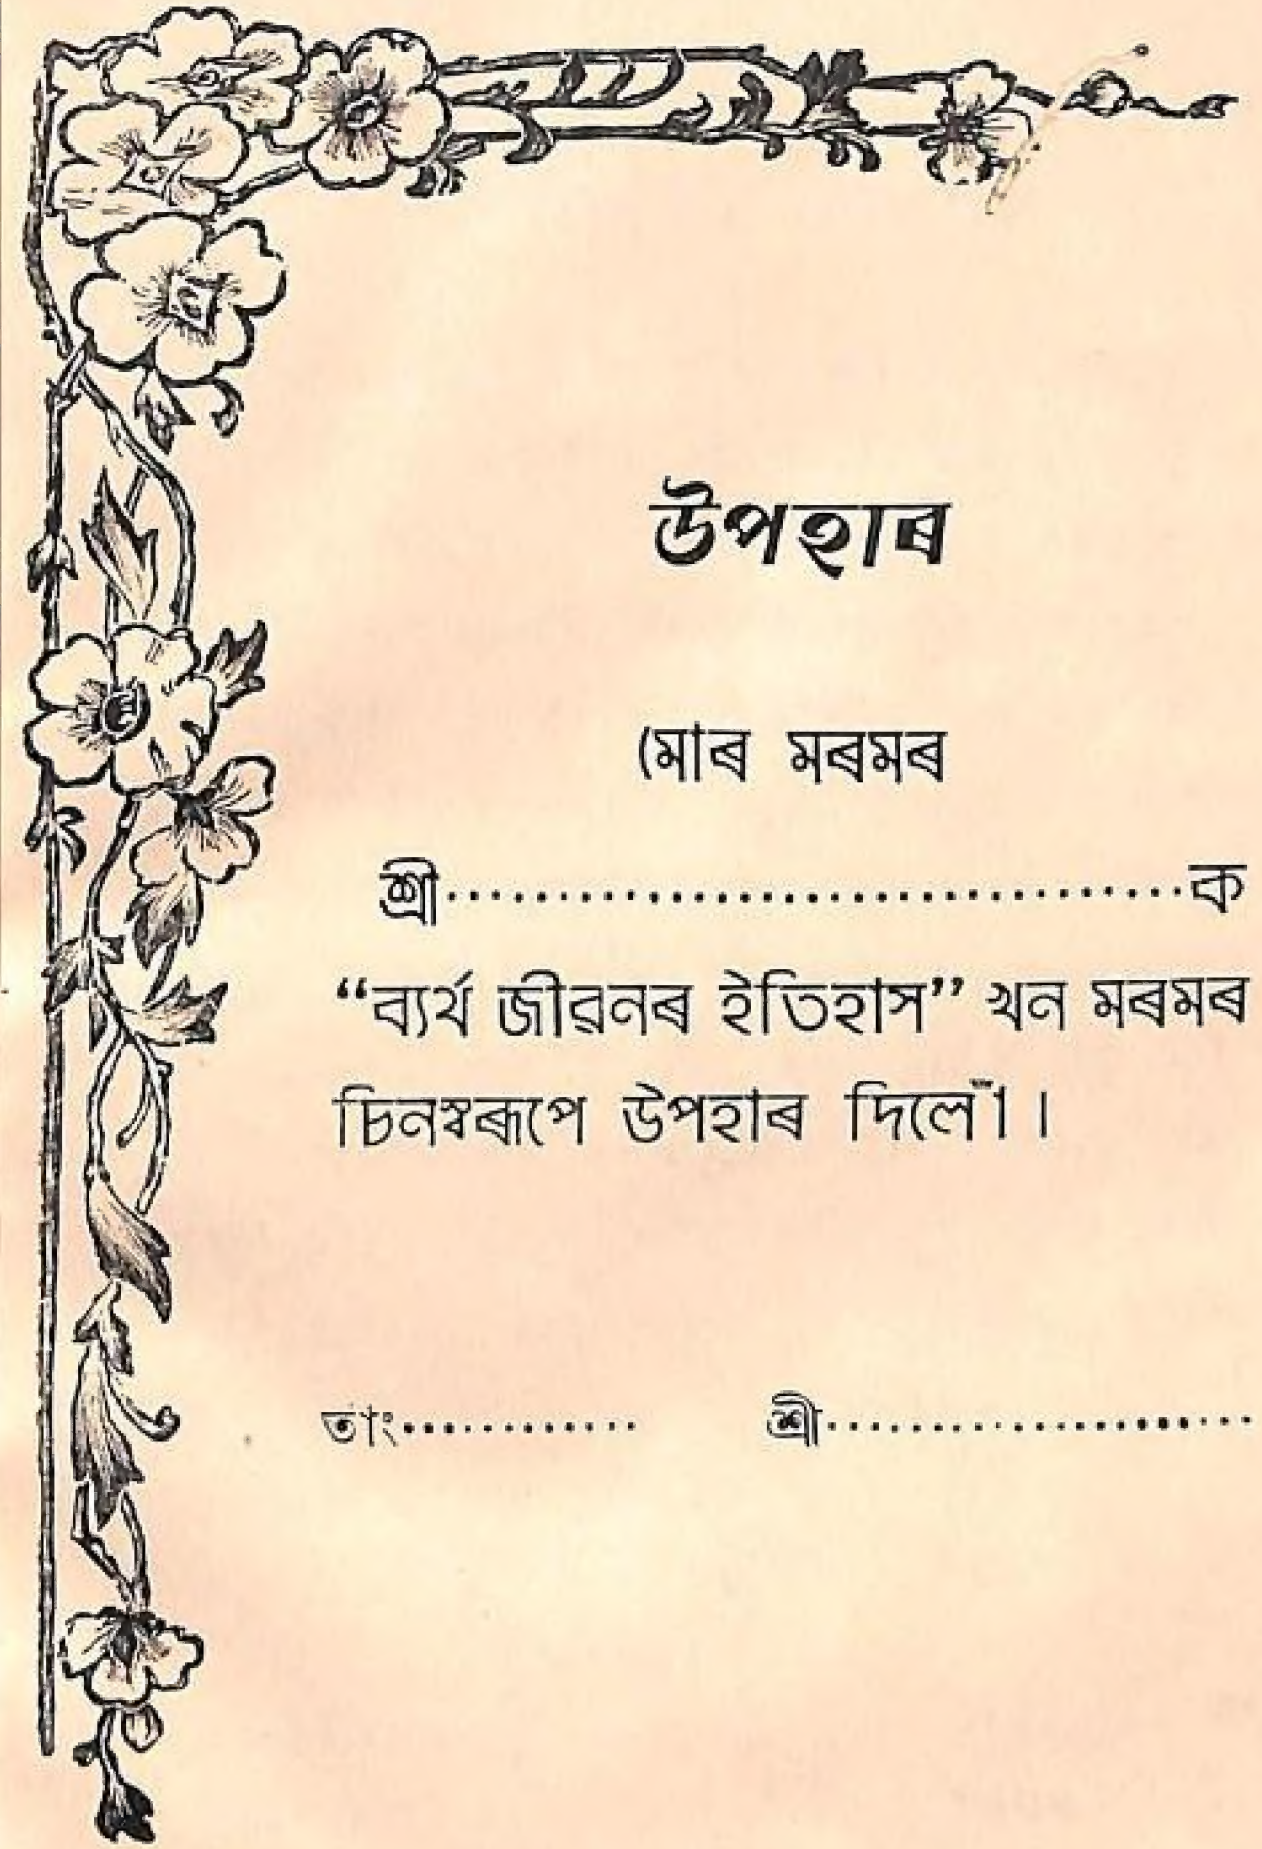 উপহাৰ
মোৰ মৰমৰ
শ্ৰী.................................ক
“ব্যৰ্থ জীৱনৰ ইতিহাস” খন মৰমৰ
চিনস্বৰূপে উপহাৰ দিলোঁ।
তাং............. শ্ৰী...................